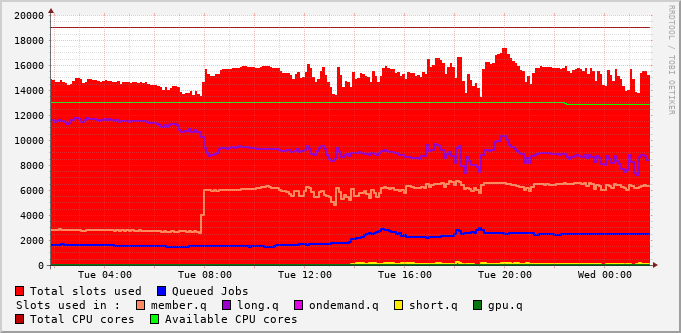 20000
18000
16000
14000
12000
10000
8000
6000
4000
2000
0
Tue 04:00 Tue 08:00 Tue 12:00 Tue 16:00 Tue 20:00 Wed 00:00
Total slots used Queued Jobs
Slots used in : member.q long.q ondemand.q short.q gpu.q
Total CPU cores Available CPU cores
RRDTOOL / TOBI OETIKER